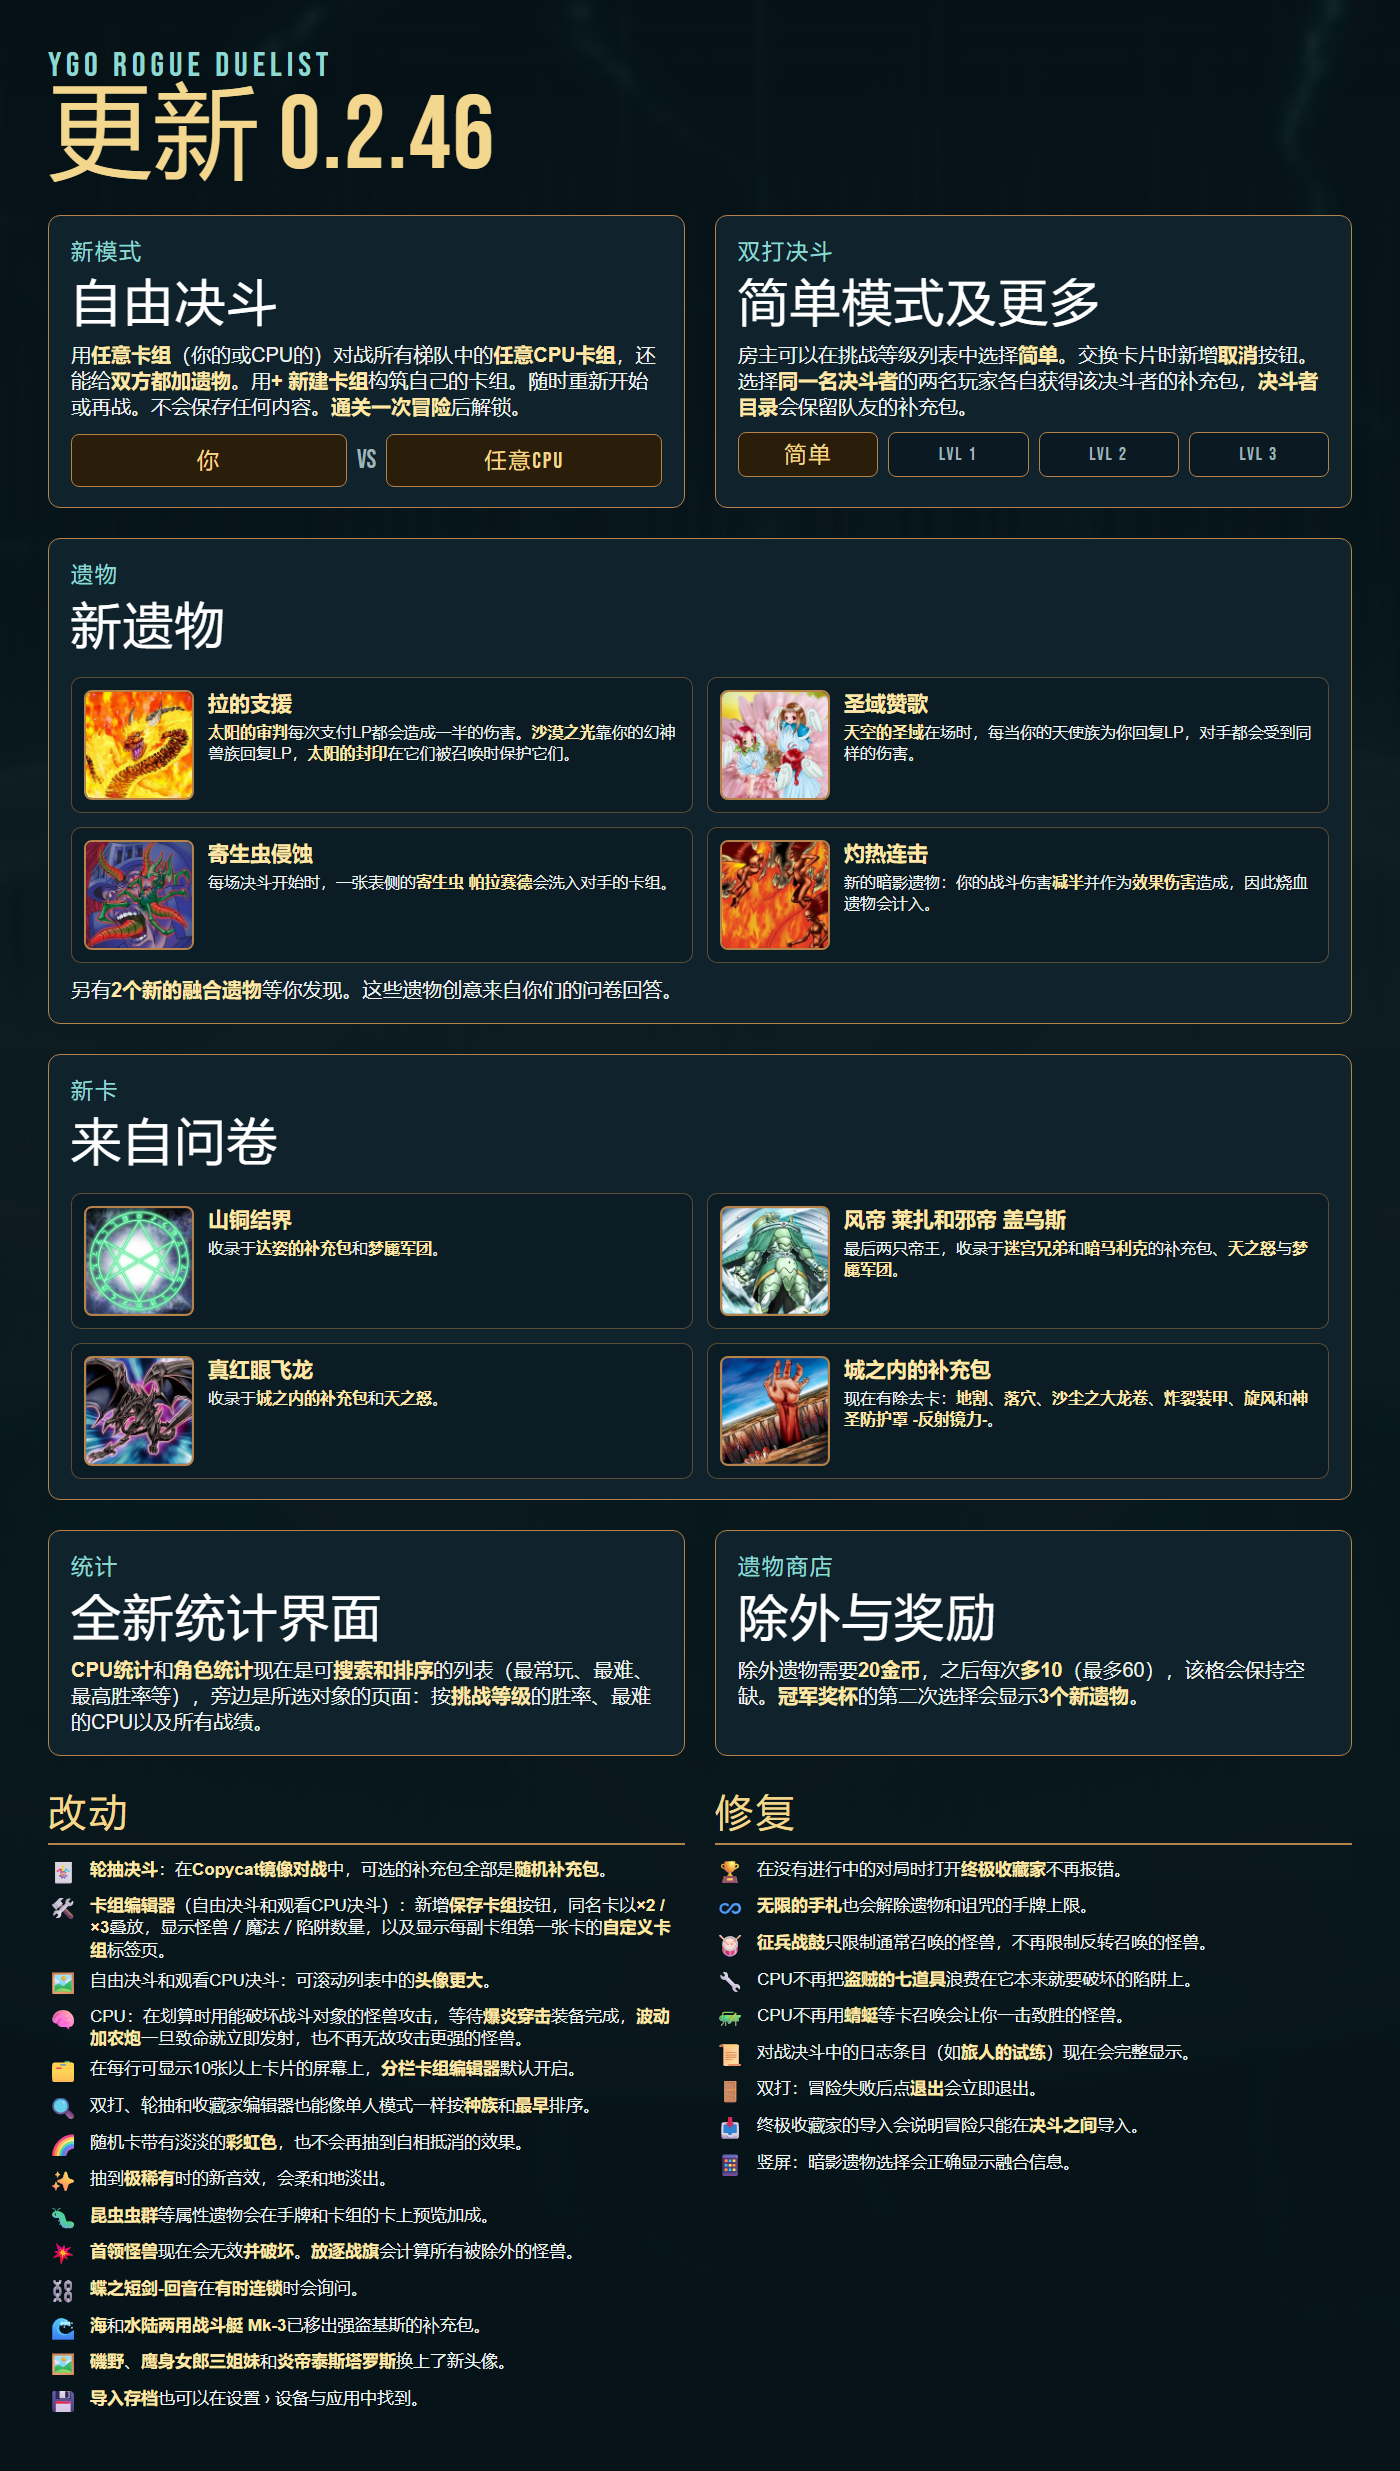 YGO ROGUE DUELIST
更新 0.2.46
新模式
自由决斗
用任意卡组（你的或CPU的）对战所有梯队中的任意CPU卡组，还
能给双方都加遗物。用+ 新建卡组构筑自己的卡组。随时重新开始
或再战。不会保存任何内容。通关一次冒险后解锁。
你 VS 任意CPU
双打决斗
简单模式及更多
房主可以在挑战等级列表中选择简单。交换卡片时新增取消按钮。
选择同一名决斗者的两名玩家各自获得该决斗者的补充包，决斗者
目录会保留队友的补充包。
简单 LVL 1 LVL 2 LVL 3
遗物
新遗物
拉的支援
太阳的审判每次支付LP都会造成一半的伤害。沙漠之光靠你的幻神
兽族回复LP，太阳的封印在它们被召唤时保护它们。
圣域赞歌
天空的圣域在场时，每当你的天使族为你回复LP，对手都会受到同
样的伤害。
寄生虫侵蚀
每场决斗开始时，一张表侧的寄生虫 帕拉赛德会洗入对手的卡组。
灼热连击
新的暗影遗物：你的战斗伤害减半并作为效果伤害造成，因此烧血
遗物会计入。
另有2个新的融合遗物等你发现。这些遗物创意来自你们的问卷回答。
新卡
来自问卷
山铜结界
收录于达姿的补充包和梦魇军团。
风帝 莱扎和邪帝 盖乌斯
最后两只帝王，收录于迷宫兄弟和暗马利克的补充包、天之怒与梦
魇军团。
真红眼飞龙
收录于城之内的补充包和天之怒。
城之内的补充包
现在有除去卡：地割、落穴、沙尘之大龙卷、炸裂装甲、旋风和神
圣防护罩 -反射镜力-。
统计
全新统计界面
CPU统计和角色统计现在是可搜索和排序的列表（最常玩、最难、
最高胜率等），旁边是所选对象的页面：按挑战等级的胜率、最难
的CPU以及所有战绩。
遗物商店
除外与奖励
除外遗物需要20金币，之后每次多10（最多60），该格会保持空
缺。冠军奖杯的第二次选择会显示3个新遗物。
改动
轮抽决斗：在Copycat镜像对战中，可选的补充包全部是随机补充包。
卡组编辑器（自由决斗和观看CPU决斗）：新增保存卡组按钮，同名卡以×2 /
×3叠放，显示怪兽 / 魔法 / 陷阱数量，以及显示每副卡组第一张卡的自定义卡
组标签页。
自由决斗和观看CPU决斗：可滚动列表中的头像更大。
CPU：在划算时用能破坏战斗对象的怪兽攻击，等待爆炎穿击装备完成，波动
加农炮一旦致命就立即发射，也不再无故攻击更强的怪兽。
在每行可显示10张以上卡片的屏幕上，分栏卡组编辑器默认开启。
双打、轮抽和收藏家编辑器也能像单人模式一样按种族和最早排序。
随机卡带有淡淡的彩虹色，也不会再抽到自相抵消的效果。
抽到极稀有时的新音效，会柔和地淡出。
昆虫虫群等属性遗物会在手牌和卡组的卡上预览加成。
首领怪兽现在会无效并破坏。放逐战旗会计算所有被除外的怪兽。
蝶之短剑-回音在有时连锁时会询问。
海和水陆两用战斗艇 Mk-3已移出强盗基斯的补充包。
磯野、鹰身女郎三姐妹和炎帝泰斯塔罗斯换上了新头像。
导入存档也可以在设置 › 设备与应用中找到。
修复
在没有进行中的对局时打开终极收藏家不再报错。
无限的手札也会解除遗物和诅咒的手牌上限。
征兵战鼓只限制通常召唤的怪兽，不再限制反转召唤的怪兽。
CPU不再把盗贼的七道具浪费在它本来就要破坏的陷阱上。
CPU不再用蜻蜓等卡召唤会让你一击致胜的怪兽。
对战决斗中的日志条目（如旅人的试练）现在会完整显示。
双打：冒险失败后点退出会立即退出。
终极收藏家的导入会说明冒险只能在决斗之间导入。
竖屏：暗影遗物选择会正确显示融合信息。